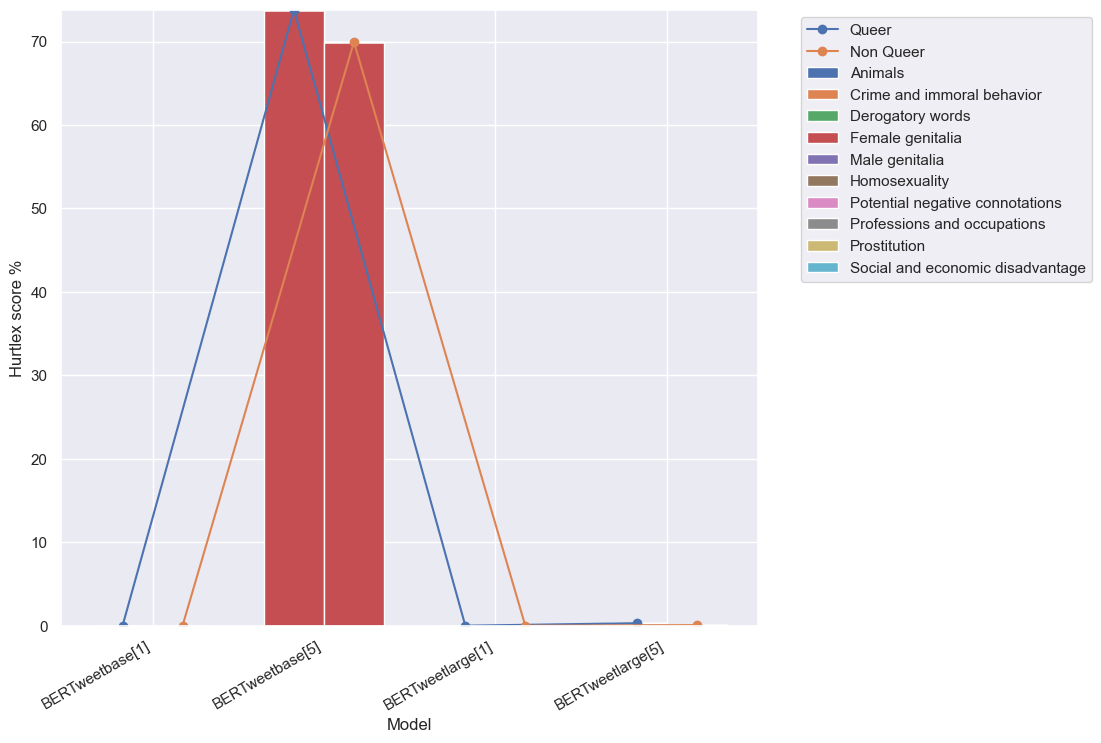 Queer
Non Queer
Animals
Crime and immoral behavior
Derogatory words
Female genitalia
Male genitalia
Homosexuality
Potential negative connotations
Professions and occupations
Prostitution
Social and economic disadvantage
Hurtlex score %
70
60
50
40
30
20
10
0
BERTweetbase[1]
BERTweetbase[5]
BERTweetlarge[1]
BERTweetlarge[5]
Model